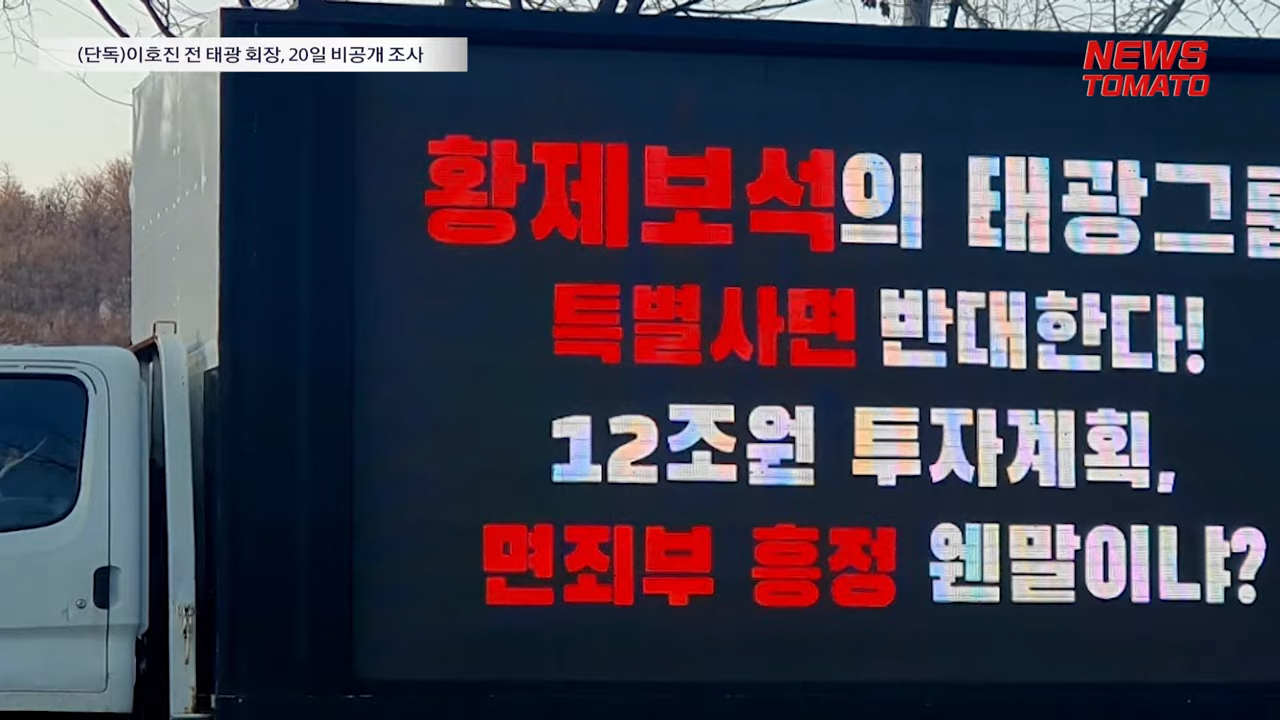 (단독)이호진 전 태광 회장, 20일 비공개 조사
NEWS
TOMATO
황제보석의 태광그룹
특별사면 반대한다!
12조원 투자계획,
면죄부 흥정 웬말이냐?